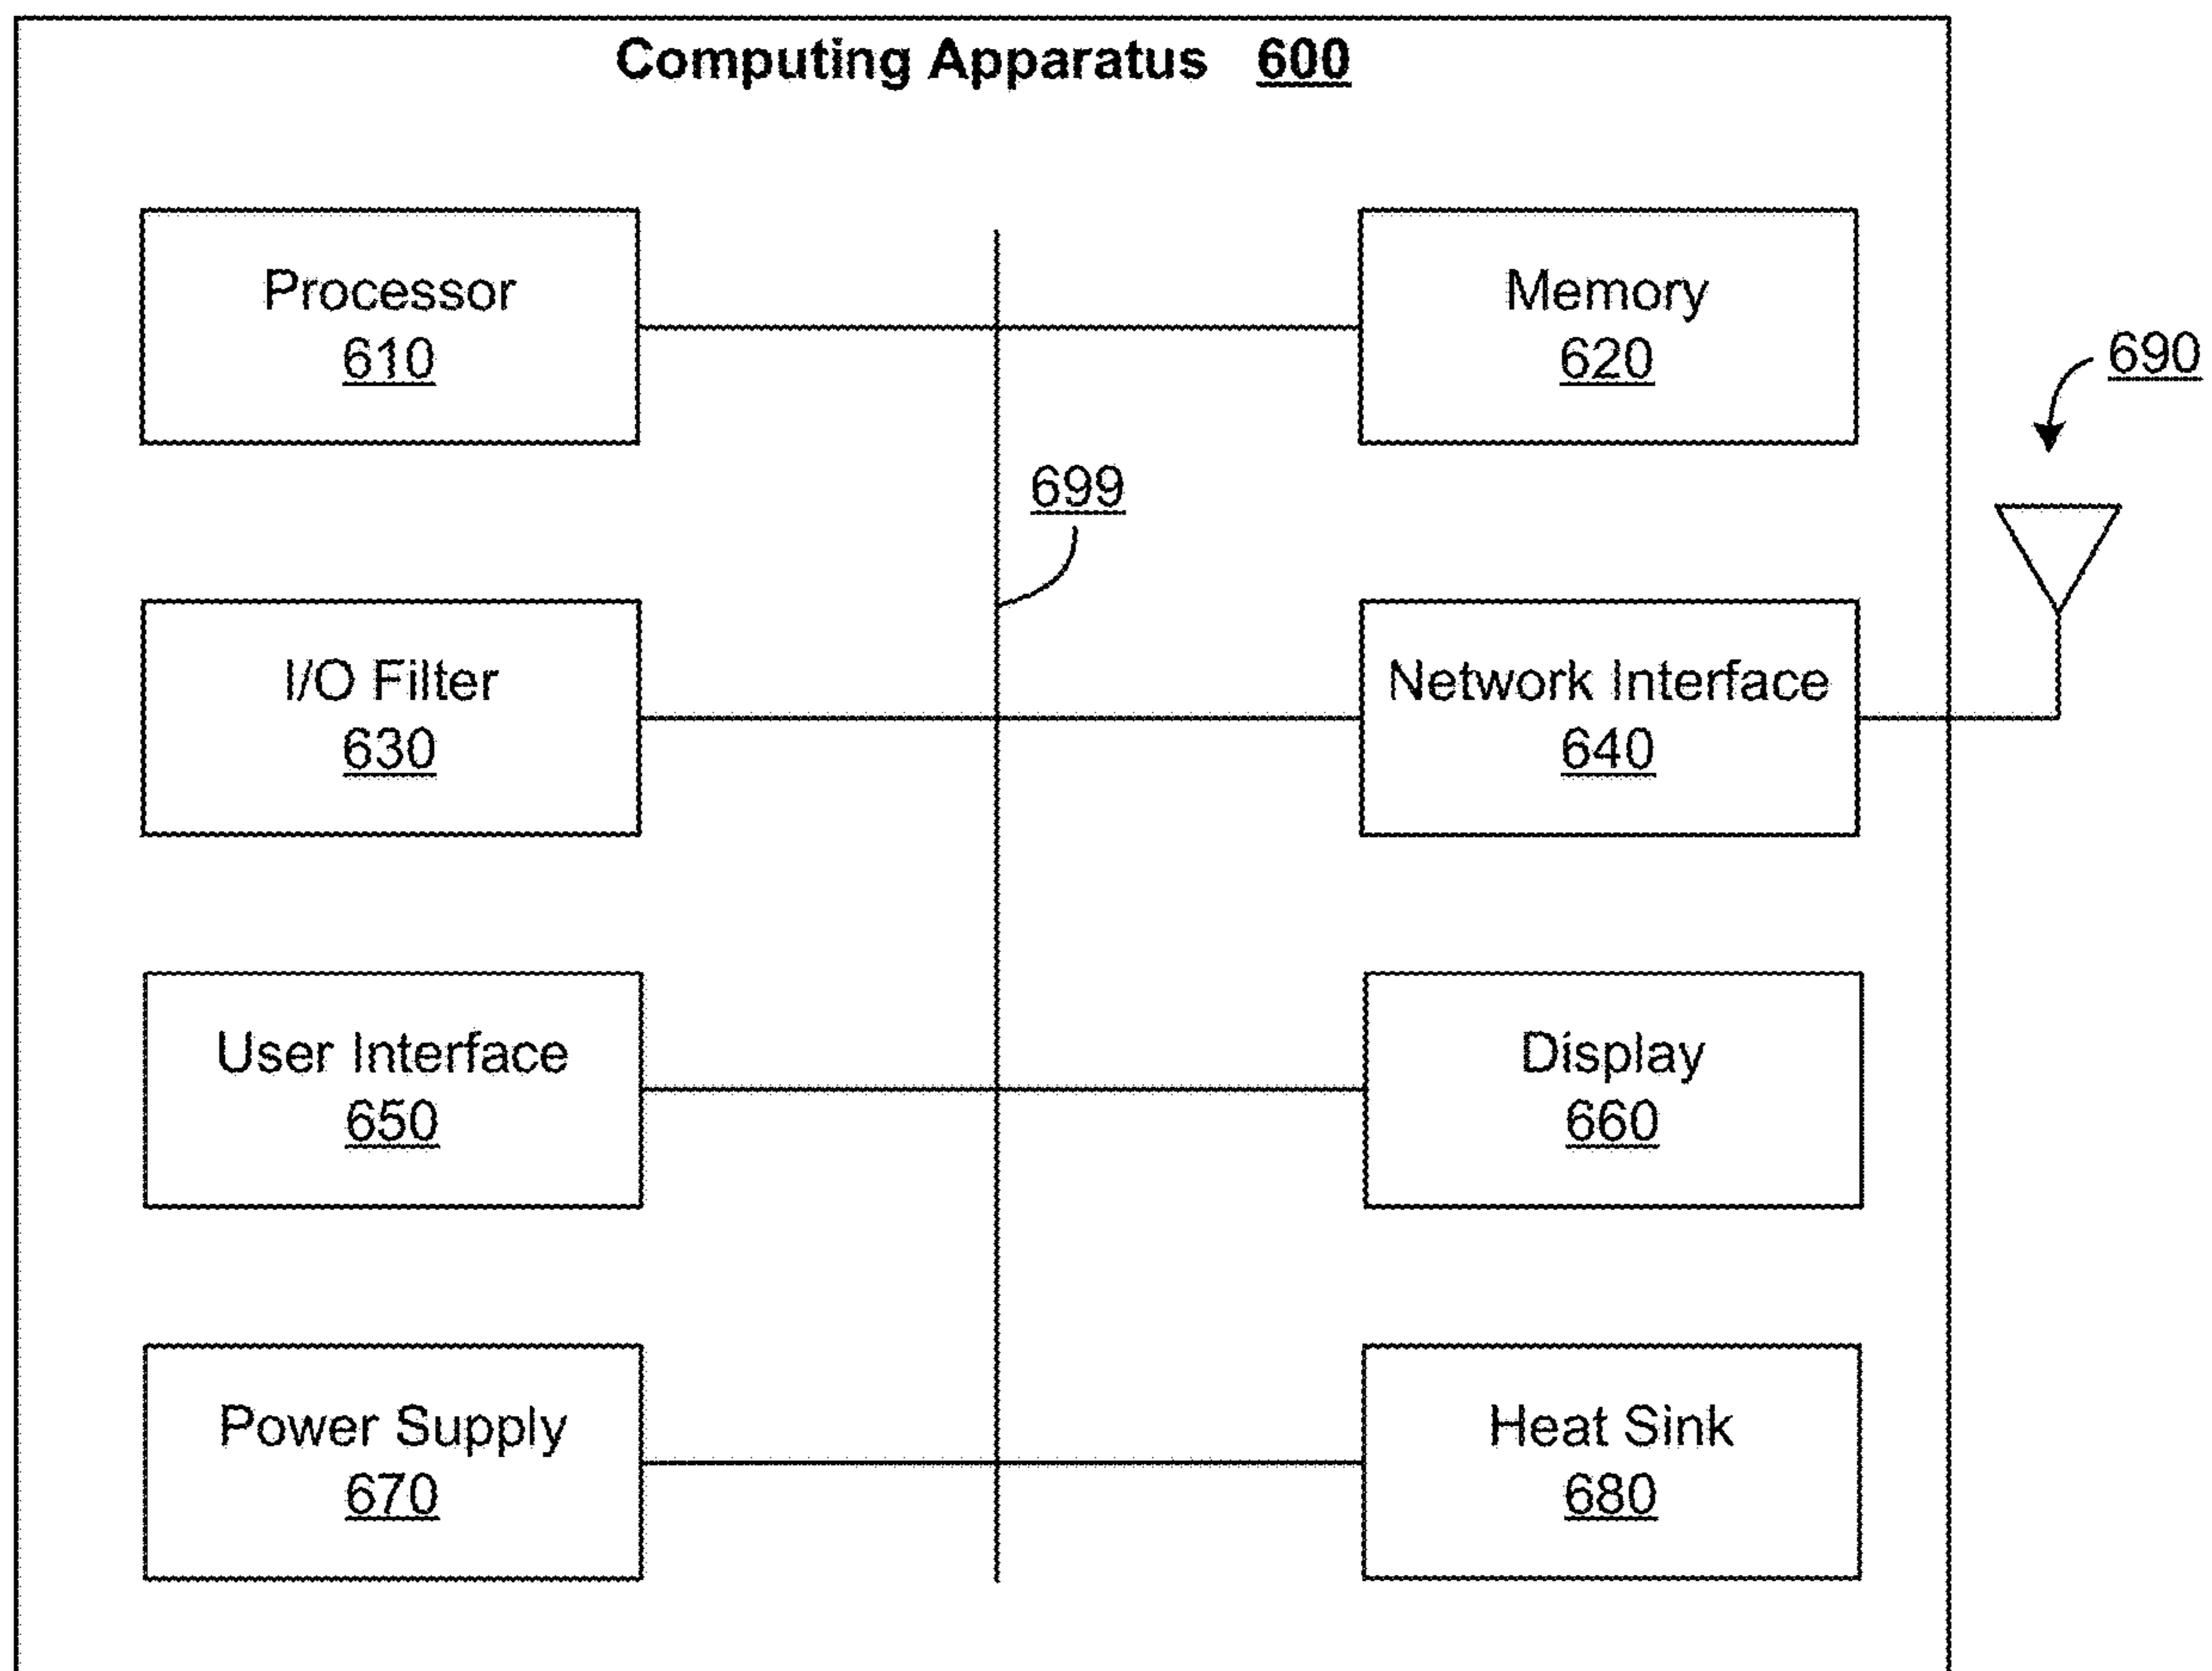 Computing Apparatus 600
Processor
610
Memory
620
690
699
I/O Filter
630
Network Interface
640
User Interface
650
Display
660
Power Supply
670
Heat Sink
680